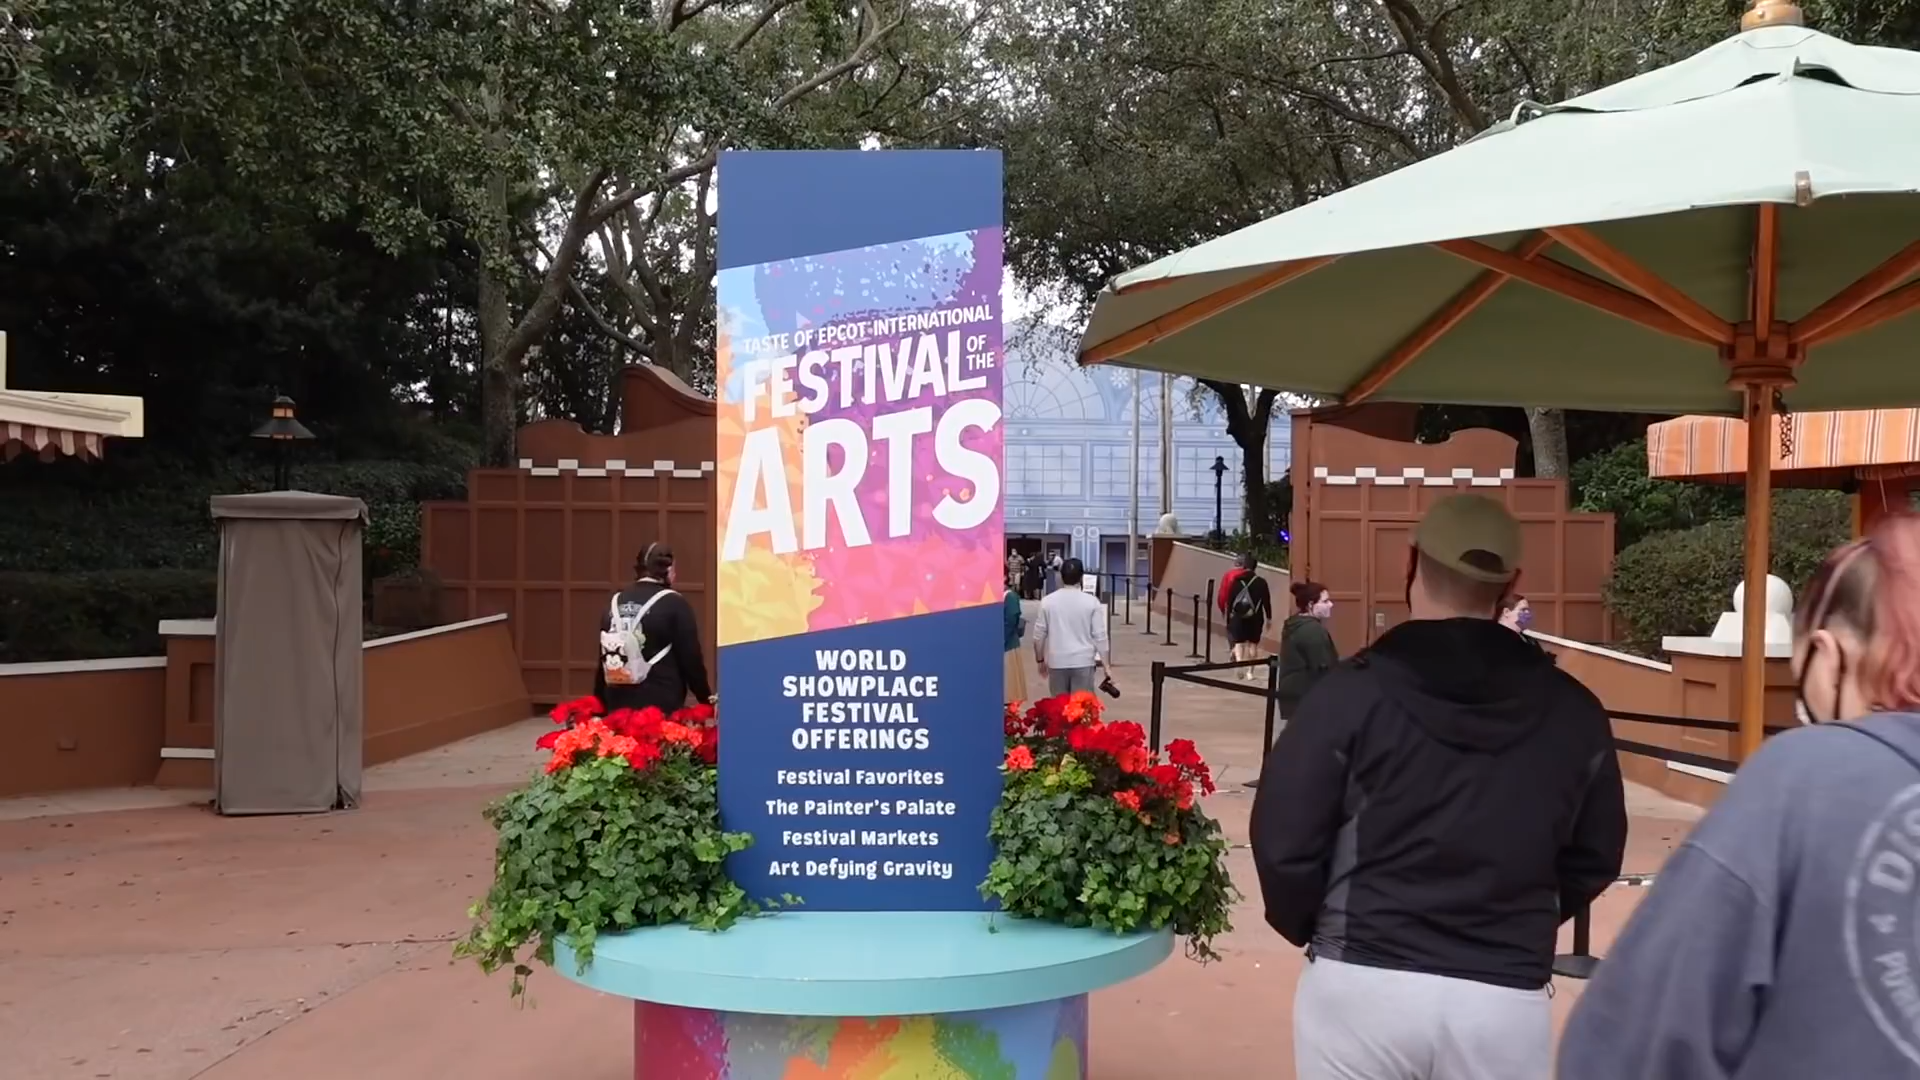 TASTE OF EPCOT INTERNATIONAL
FESTIVAL OF THE
ARTS
WORLD
SHOWPLACE
FESTIVAL
OFFERINGS
Festival Favorites
The Painter's Palate
Festival Markets
Art Defying Gravity